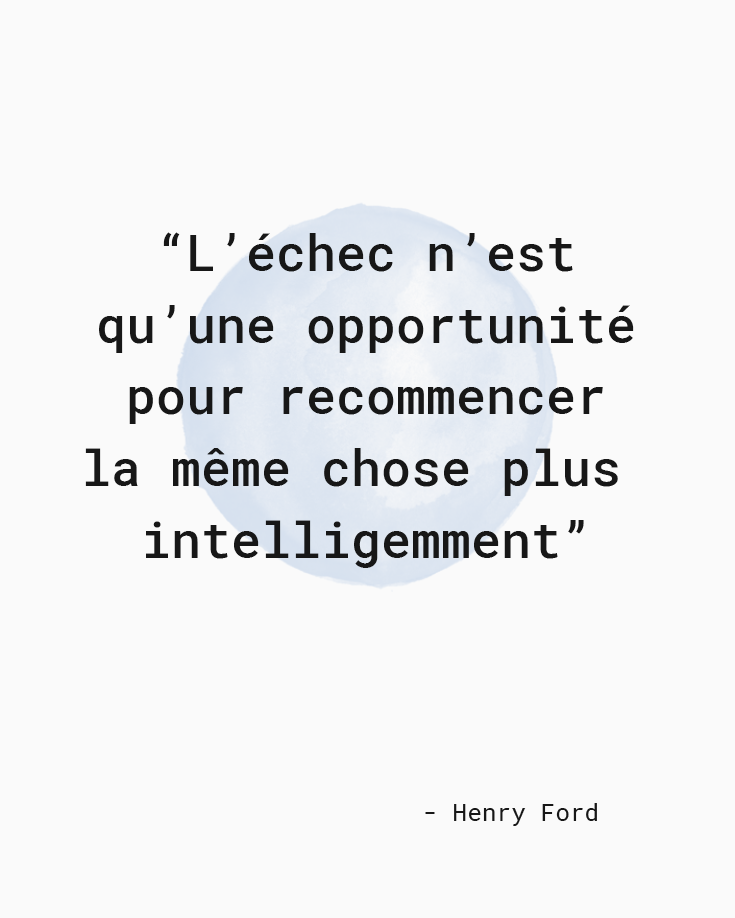 “L’échec n’est
qu’une opportunité
pour recommencer
la même chose plus
intelligemment”
- Henry Ford